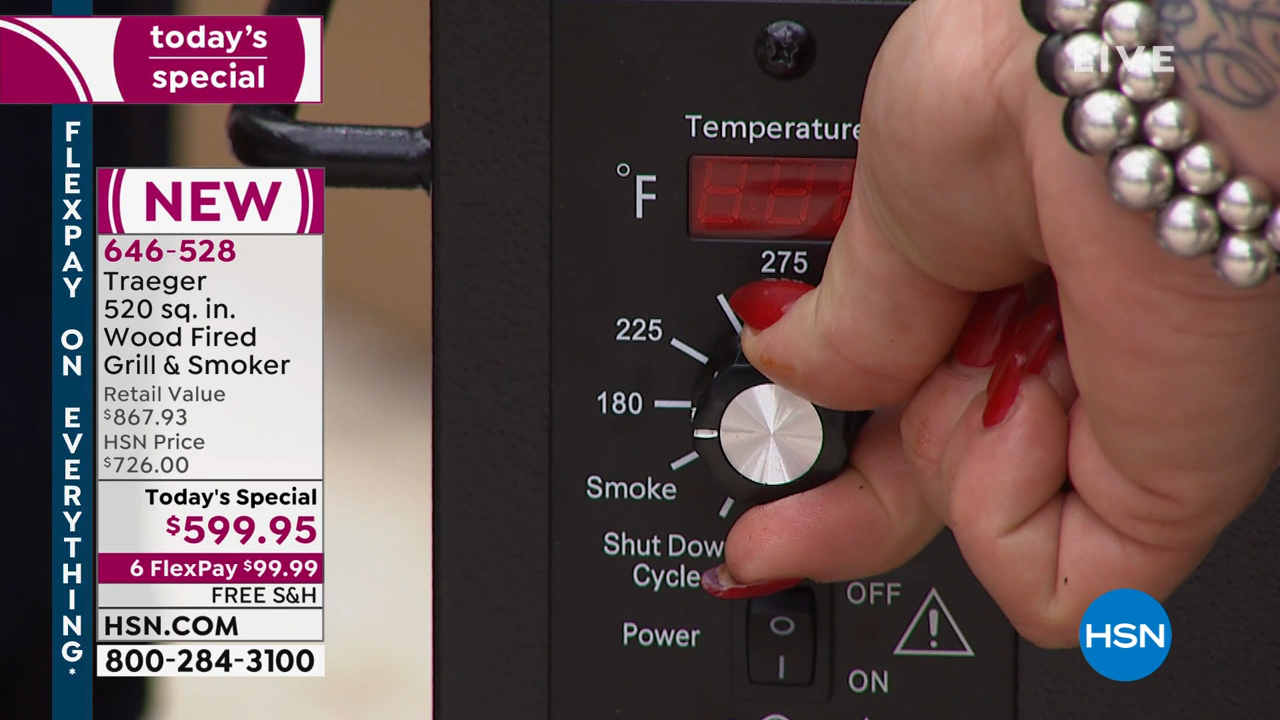 today's
special
FLEXPAY ON EVERYTHING*
NEW
646-528
Traeger
520 sq. in.
Wood Fired
Grill & Smoker
Retail Value
$867.93
HSN Price
$726.00
Today's Special
$599.95
6 FlexPay $99.99
FREE S&H
HSN.COM
800-284-3100
LIVE
Temperature
°F
275
225
180
Smoke
Shut Dow
Cycle
Power
OFF
ON
HSN